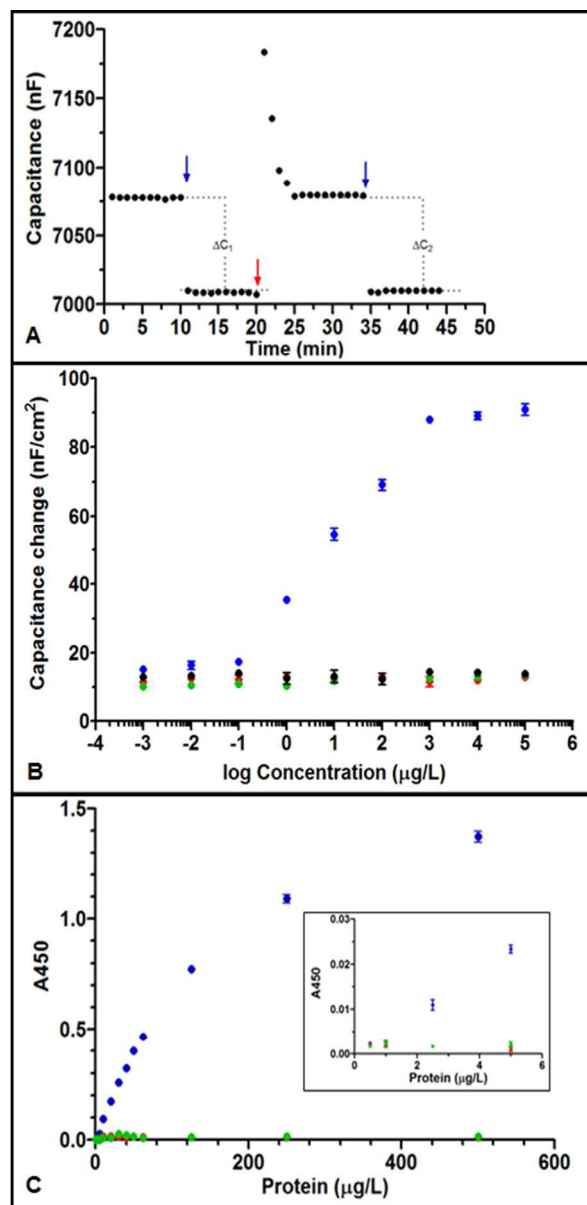 7200
7150
7100
7050
7000
Capacitance (nF)
ΔC1
ΔC2
0 5 10 15 20 25 30 35 40 45 50
Time (min)
A
100
80
60
40
20
0
Capacitance change (nF/cm2)
-4 -3 -2 -1 0 1 2 3 4 5 6
log Concentration (µg/L)
B
1.5
1.0
0.5
0.0
A450
0.03
0.02
0.01
0.00
A450
0 2 4 6
Protein (µg/L)
0 200 400 600
Protein (µg/L)
C